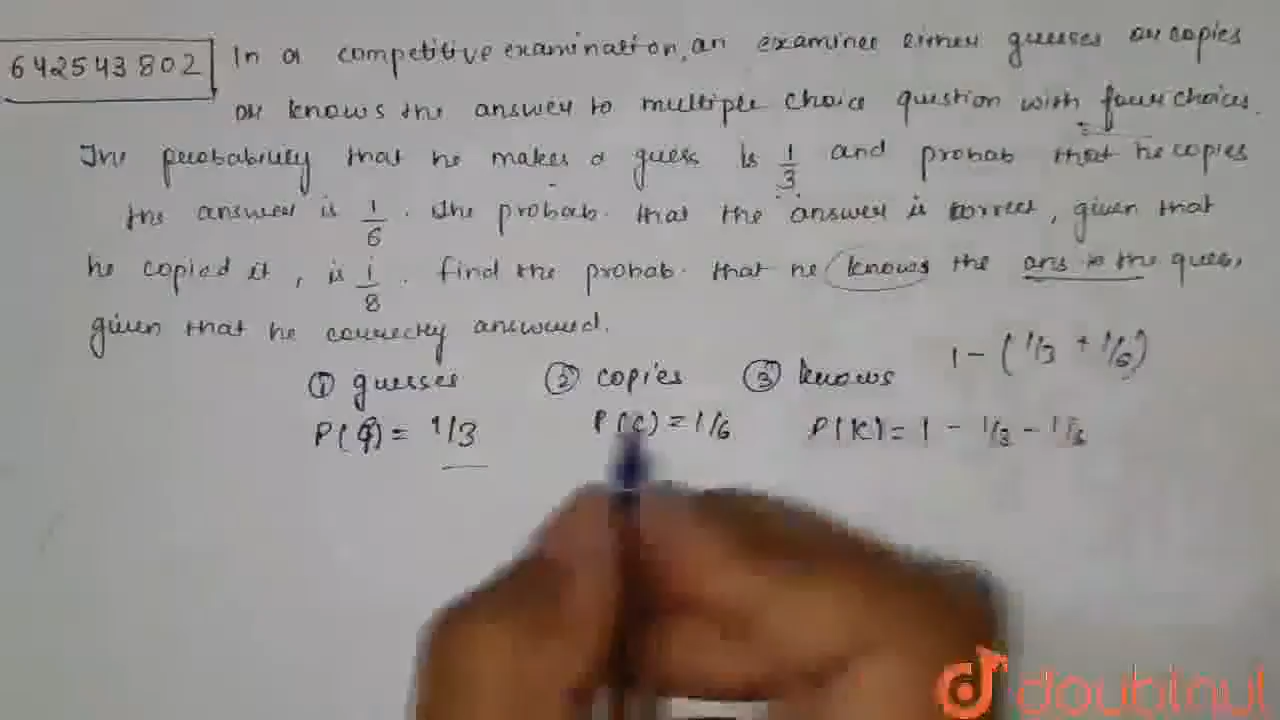 642543802
In a competitive examination, an examinee either guesses or copies
or knows the answer to multiple choice question with four choices.
The probability that he makes a guess is 1/3 and probab that he copies
the answer is 1/6. The probab. that the answer is correct, given that
he copied it, is 1/8. find the probab. that he knows the ans to the ques,
given that he correctly answered.
1 - (1/3 + 1/6)
① guesses ② copies ③ knows
P(G) = 1/3 P(C) = 1/6 P(K) = 1 - 1/3 - 1/6
doubtnut